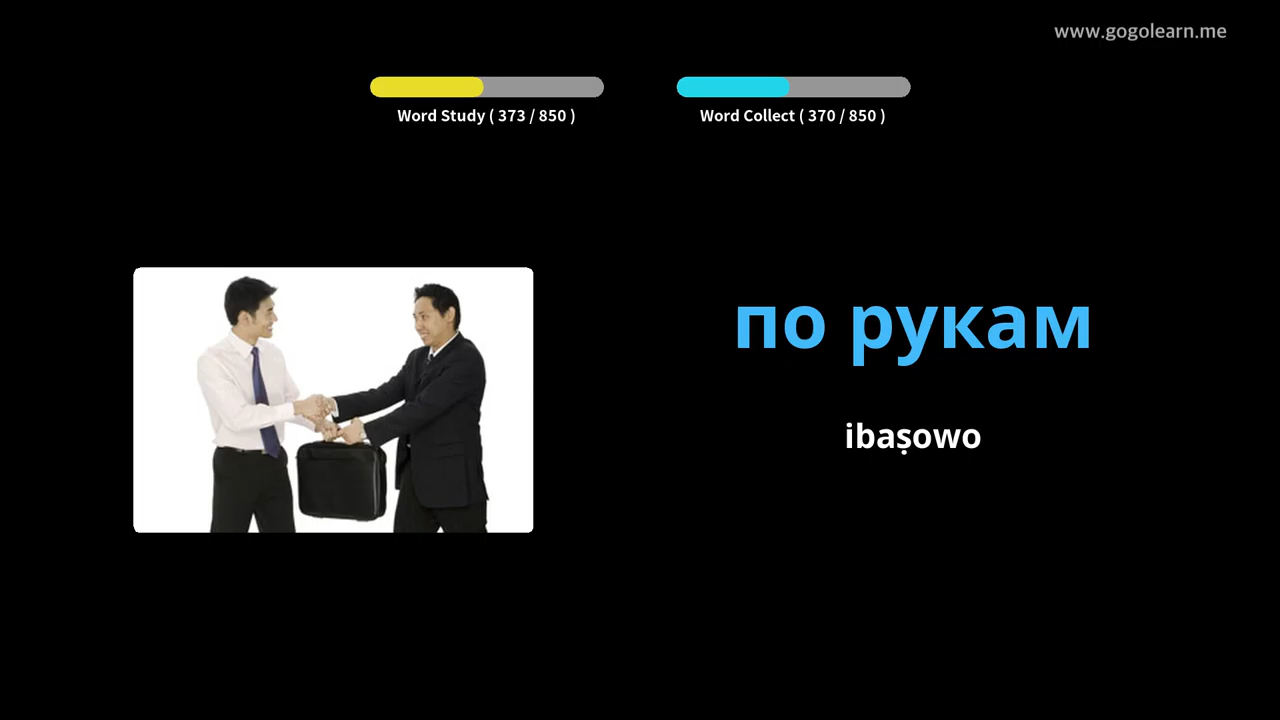 www.gogolearn.me
Word Study ( 373 / 850 )
Word Collect ( 370 / 850 )
по рукам
ibaṣowo